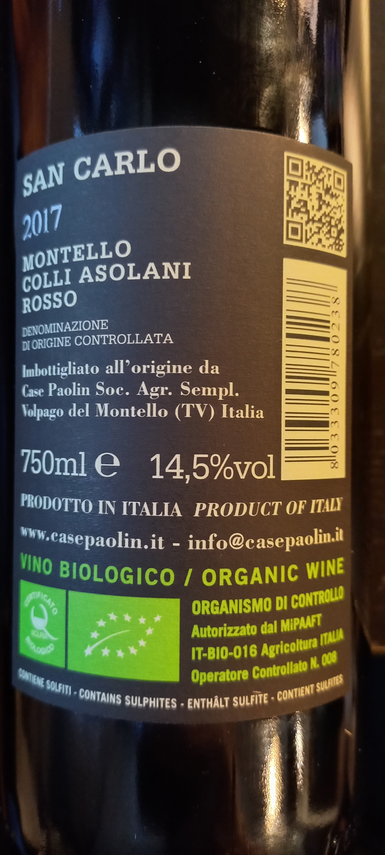 SAN CARLO
2017
MONTELLO
COLLI ASOLANI
ROSSO
DENOMINAZIONE
DI ORIGINE CONTROLLATA
Imbottigliato all'origine da
Case Paolin Soc. Agr. Sempl.
Volpago del Montello (TV) Italia
8033309780238
750ml e 14,5%vol
PRODOTTO IN ITALIA PRODUCT OF ITALY
www.casepaolin.it - info@casepaolin.it
VINO BIOLOGICO / ORGANIC WINE
CERTIFICATO
BIOLOGICO
ORGANISMO DI CONTROLLO
Autorizzato dal MiPAAFT
IT-BIO-016 Agricoltura ITALIA
Operatore Controllato N. 008
CONTIENE SOLFITI - CONTAINS SULPHITES - ENTHÄLT SULFITE - CONTIENT SULFITES